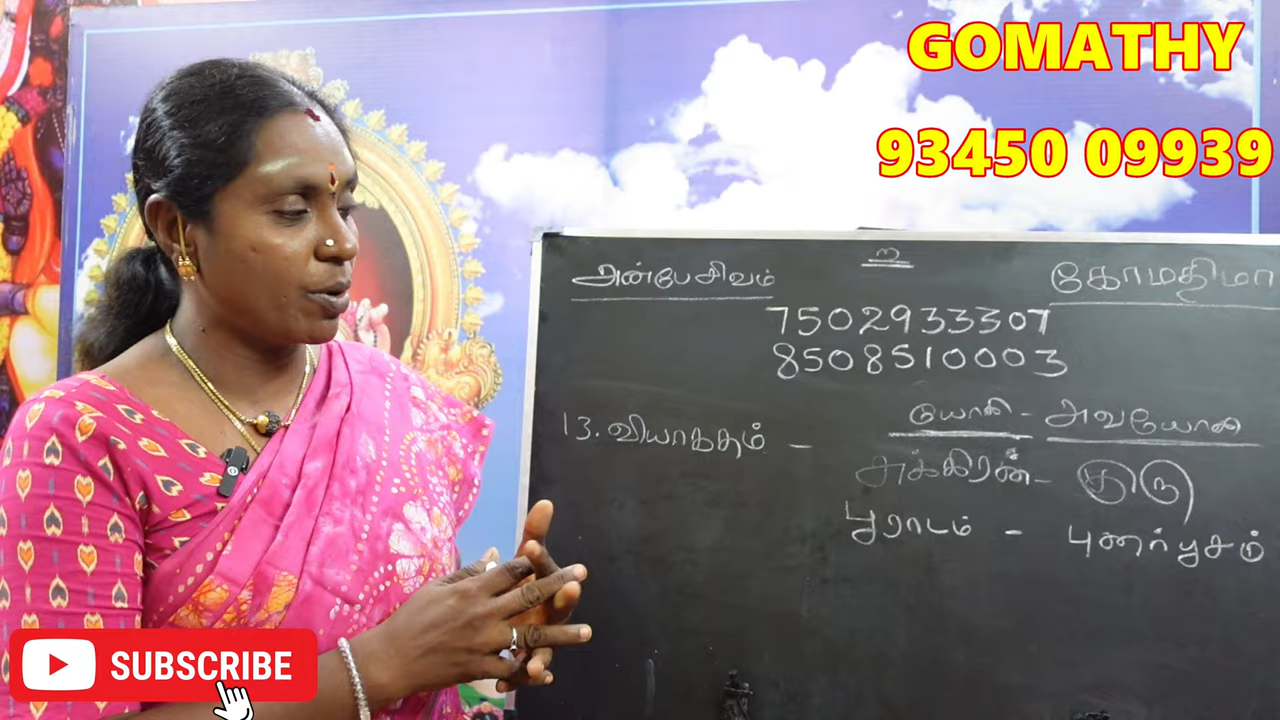 GOMATHY
93450 09939
உ
அன்பேசிவம் கோமதிமா
7502933307
8508510003
யோகி - அவயோகி
13. வியாகதம் -
சுக்கிரன் - குரு
பூராடம் - புனர்பூசம்
SUBSCRIBE